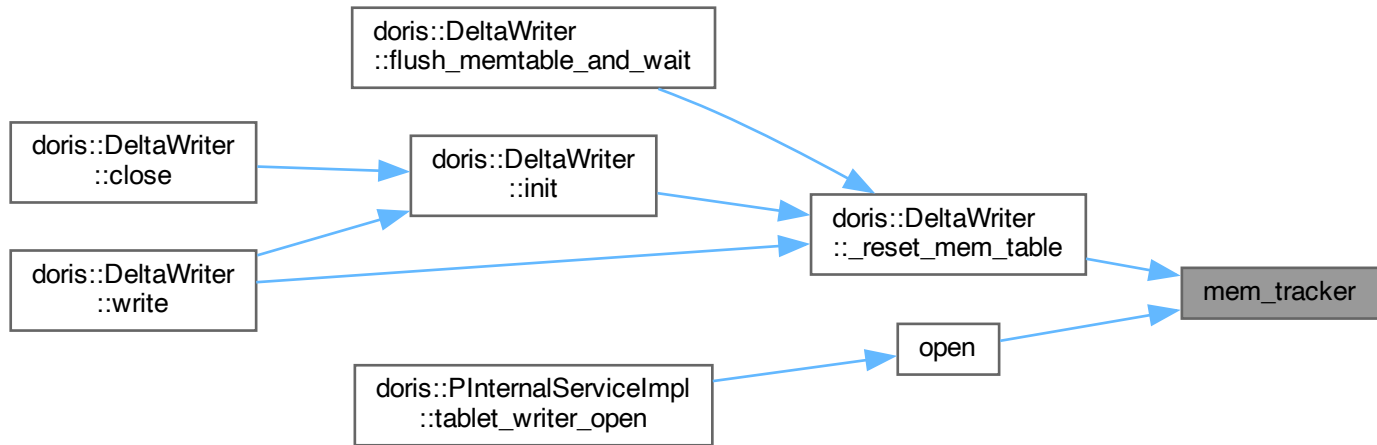 doris::DeltaWriter
::flush_memtable_and_wait
doris::DeltaWriter
::close
doris::DeltaWriter
::init
doris::DeltaWriter
::write
doris::DeltaWriter
::_reset_mem_table
mem_tracker
open
doris::PInternalServiceImpl
::tablet_writer_open